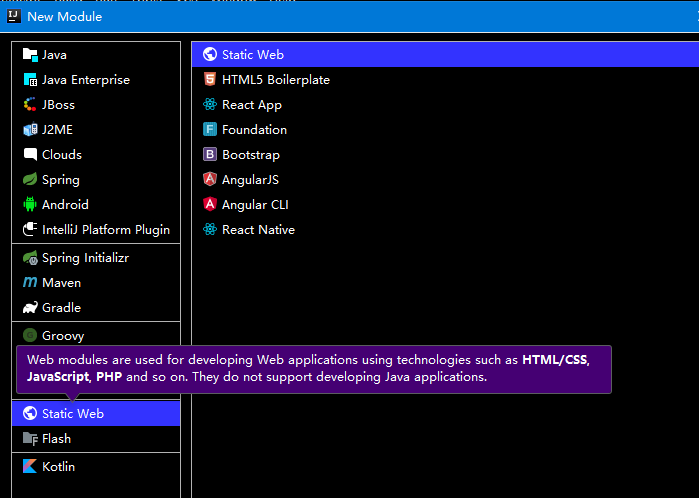 New Module
Java
Java Enterprise
JBoss
J2ME
Clouds
Spring
Android
IntelliJ Platform Plugin
Spring Initializr
Maven
Gradle
Groovy
Web modules are used for developing Web applications using technologies such as HTML/CSS,
JavaScript, PHP and so on. They do not support developing Java applications.
Static Web
Flash
Kotlin
Static Web
HTML5 Boilerplate
React App
Foundation
Bootstrap
AngularJS
Angular CLI
React Native